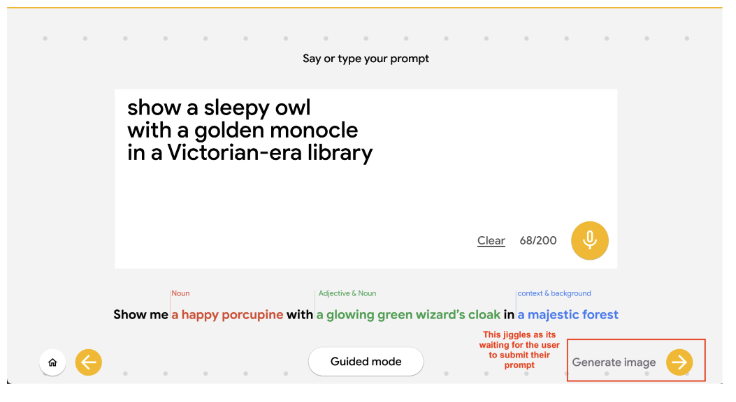 Say or type your prompt
show a sleepy owl
with a golden monocle
in a Victorian-era library
Clear 68/200
Noun Adjective & Noun context & background
Show me a happy porcupine with a glowing green wizard's cloak in a majestic forest
This jiggles as its
waiting for the user
to submit their
prompt
Guided mode
Generate image